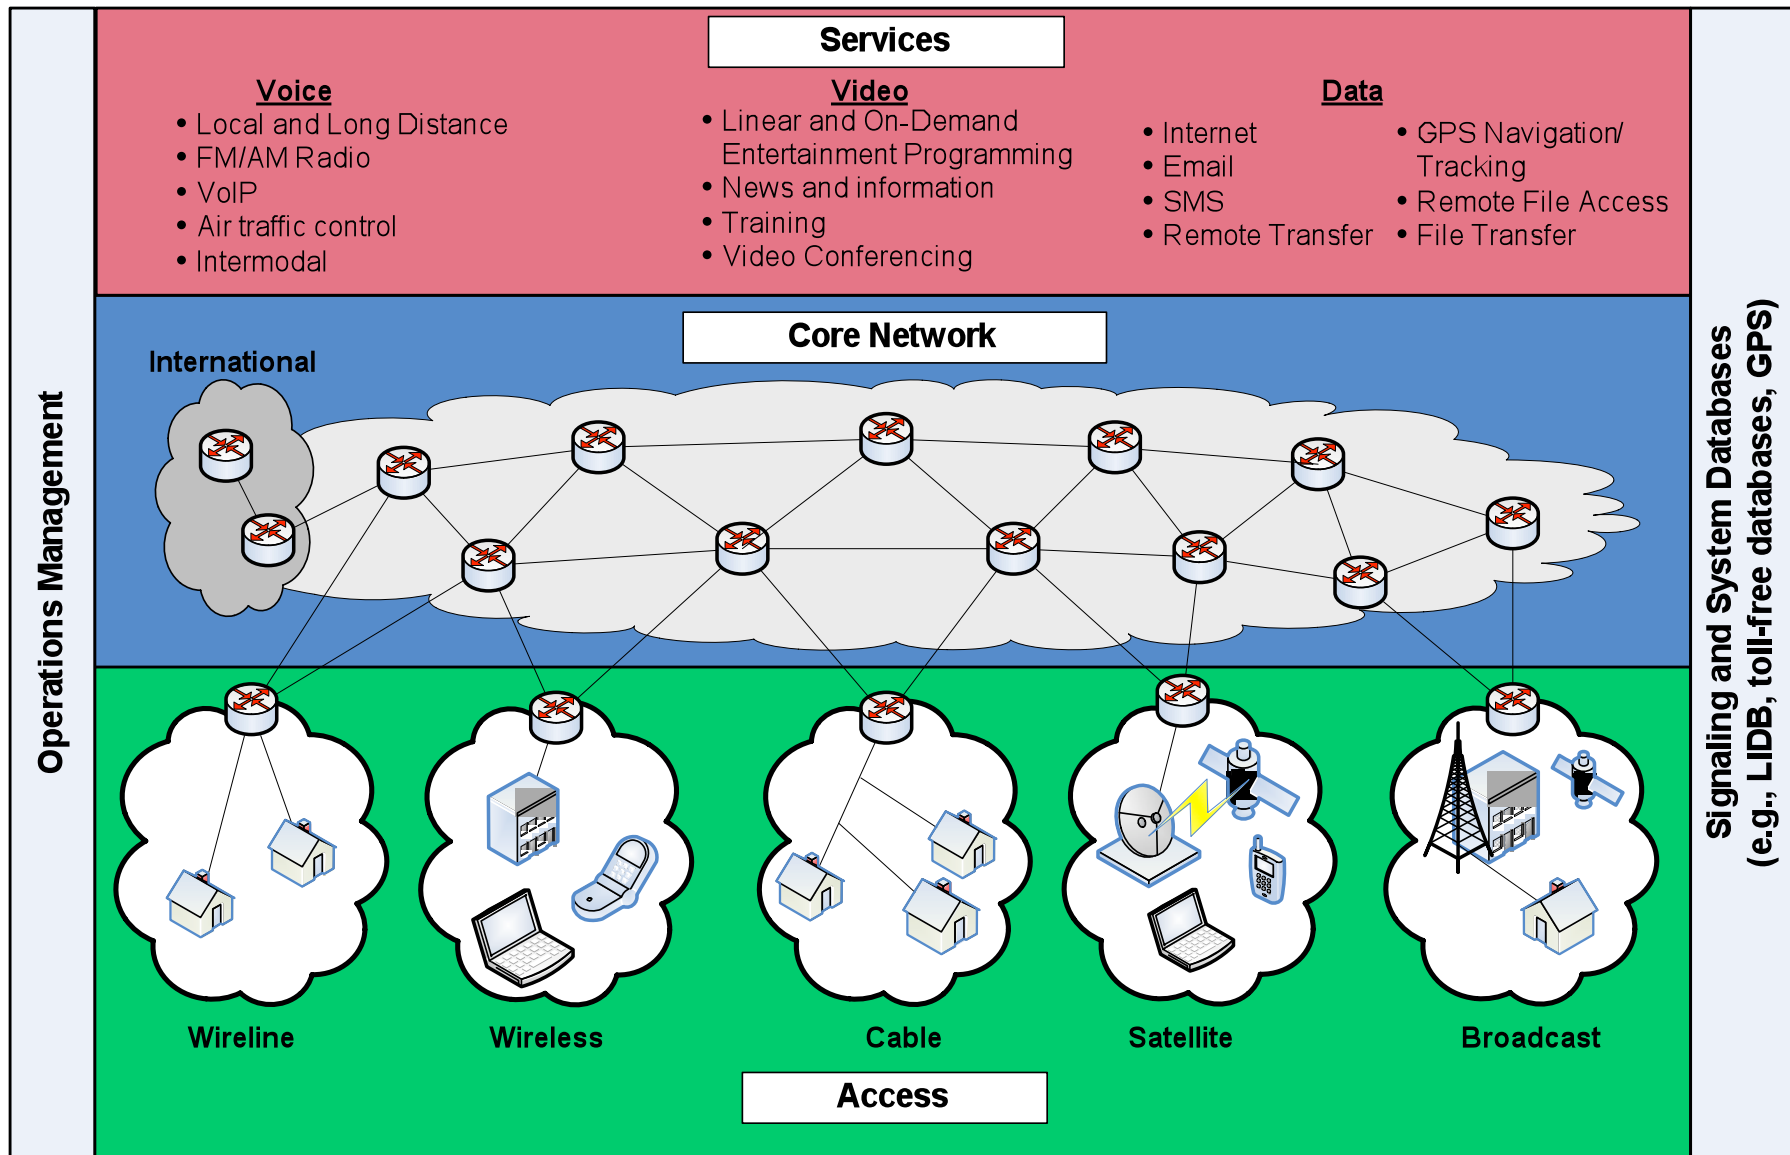 Services
Voice
• Local and Long Distance
• FM/AM Radio
• VoIP
• Air traffic control
• Intermodal
Video
• Linear and On-Demand
Entertainment Programming
• News and information
• Training
• Video Conferencing
Data
• Internet
• Email
• SMS
• Remote Transfer
• GPS Navigation/
Tracking
• Remote File Access
• File Transfer
Core Network
International
Operations Management
Signaling and System Databases
(e.g., LIDB, toll-free databases, GPS)
Wireline
Wireless
Cable
Satellite
Broadcast
Access